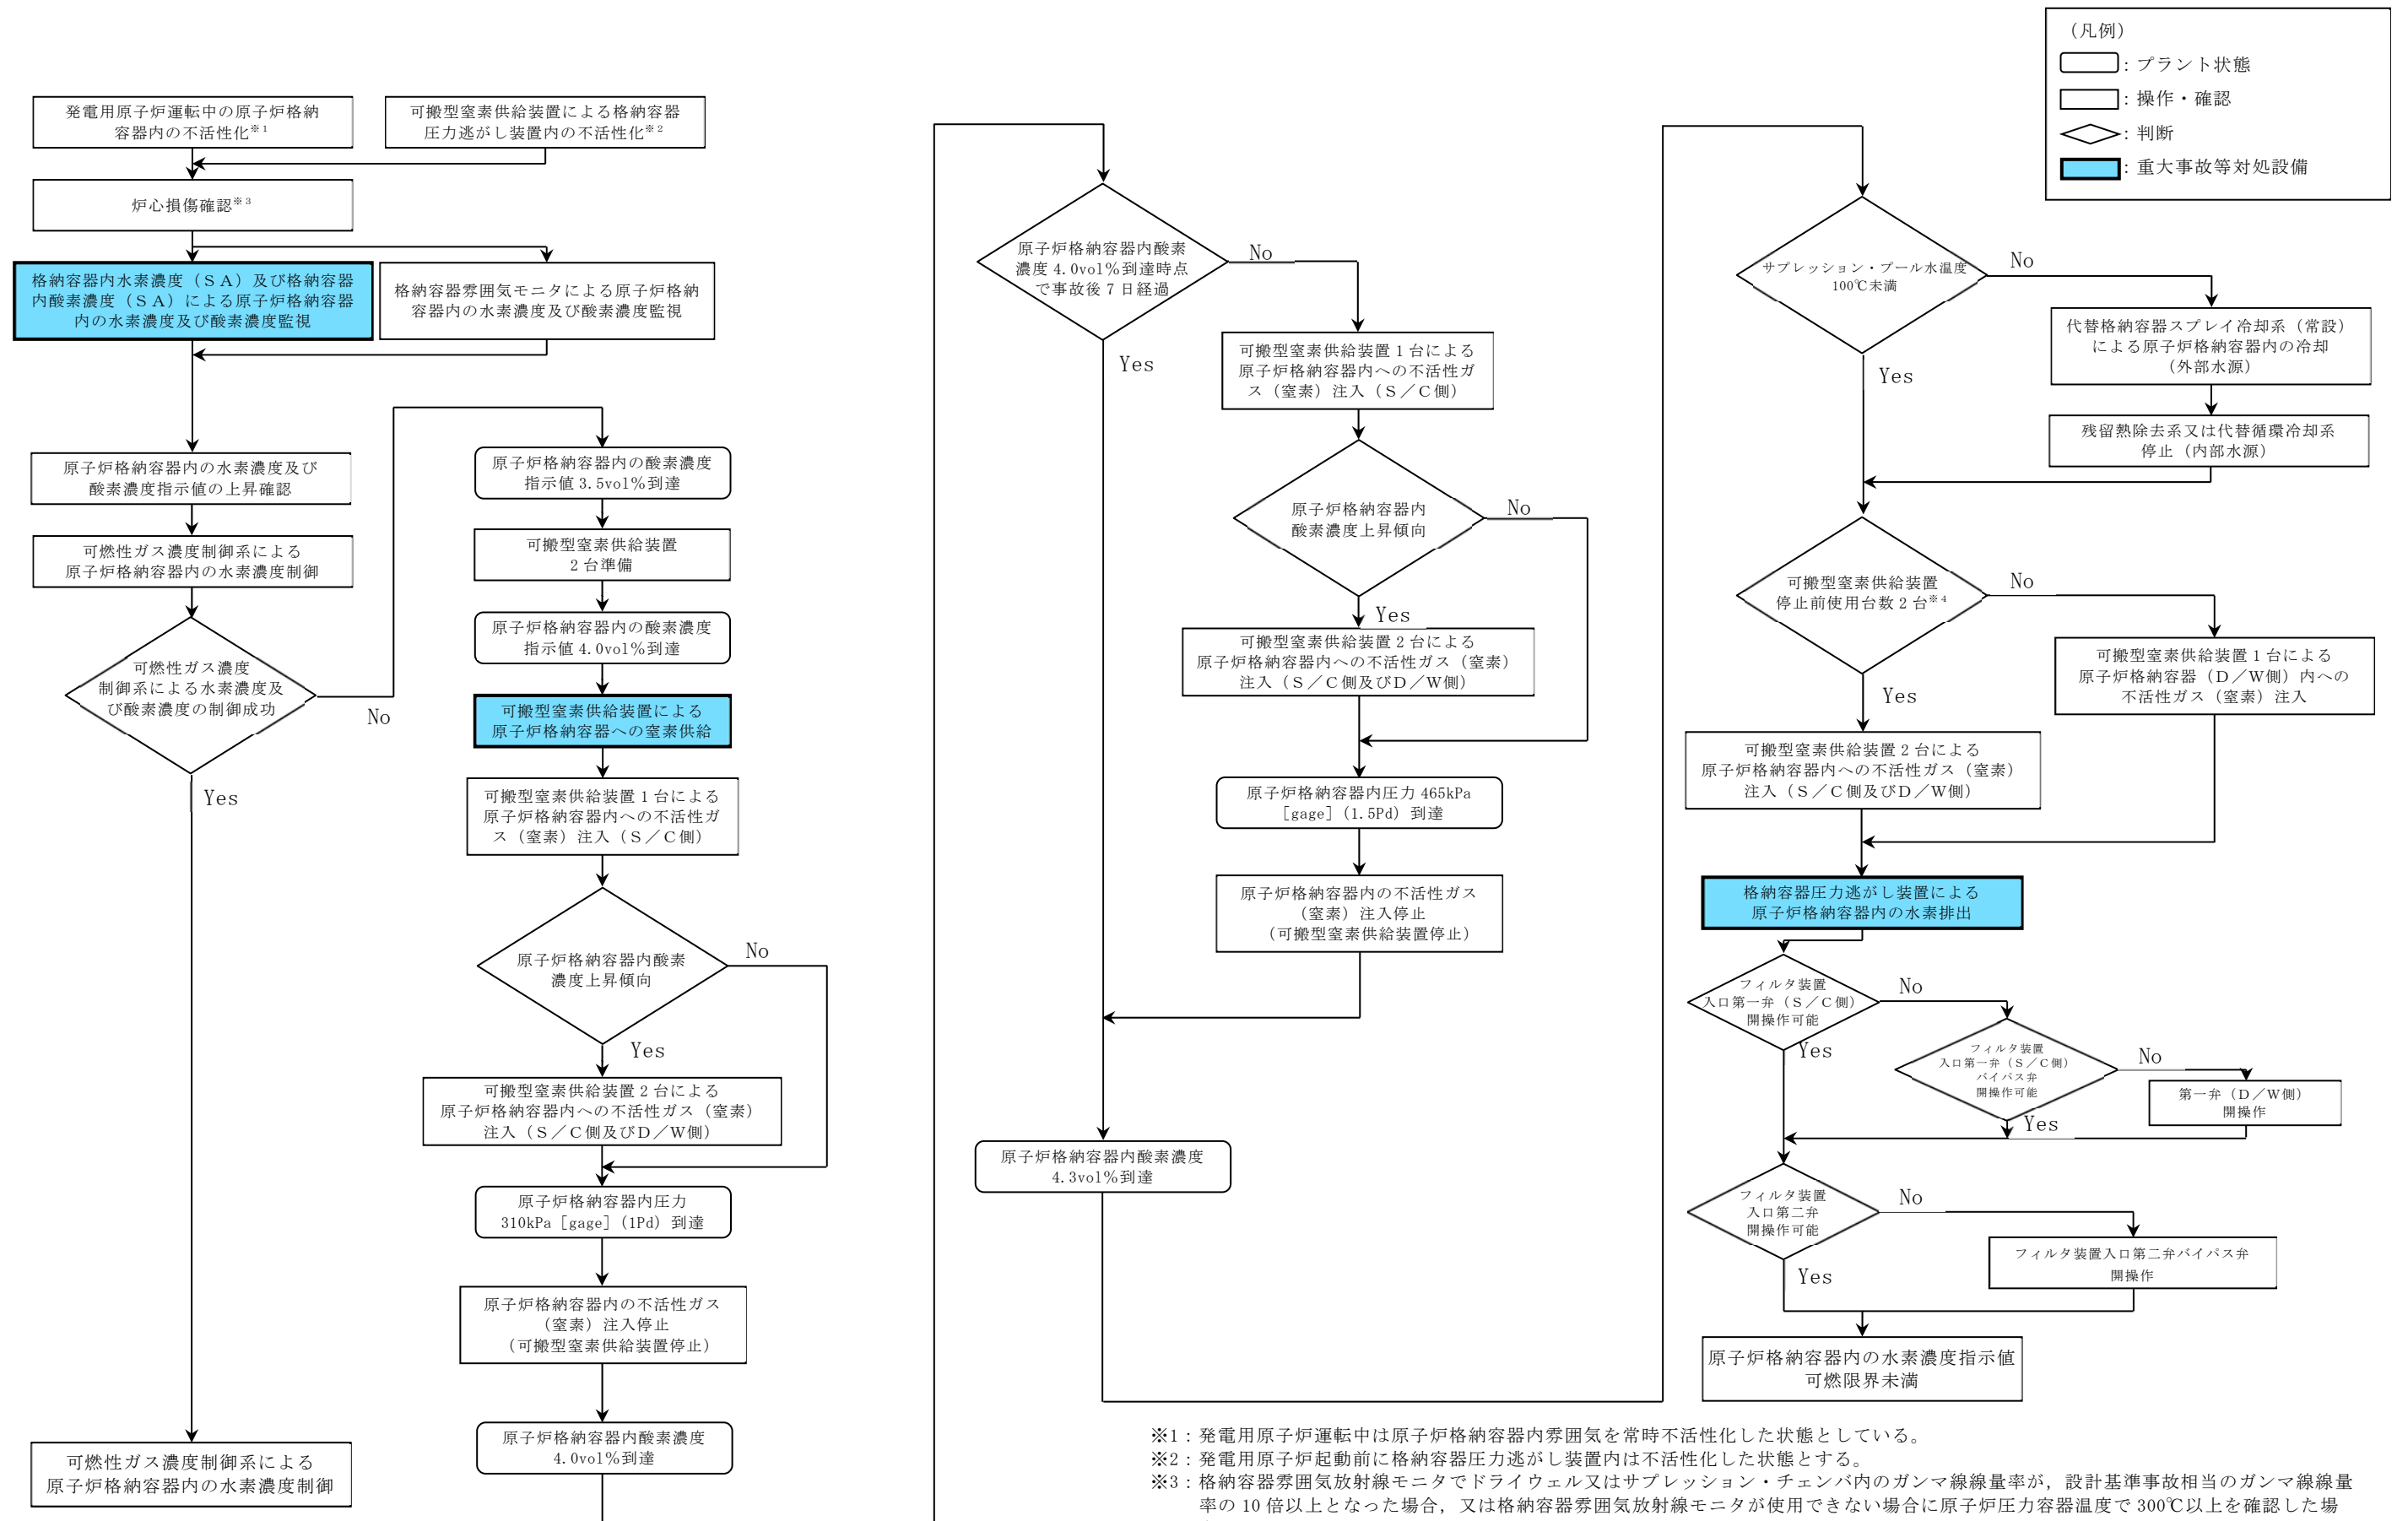 (凡例)
：プラント状態
：操作・確認
：判断
：重大事故等対処設備
発電用原子炉運転中の原子炉格納
容器内の不活性化※1
可搬型窒素供給装置による格納容器
圧力逃がし装置内の不活性化※2
炉心損傷確認※3
格納容器内水素濃度（ＳＡ）及び格納容器
内酸素濃度（ＳＡ）による原子炉格納容器
内の水素濃度及び酸素濃度監視
格納容器雰囲気モニタによる原子炉格納
容器内の水素濃度及び酸素濃度監視
原子炉格納容器内の水素濃度及び
酸素濃度指示値の上昇確認
可燃性ガス濃度制御系による
原子炉格納容器内の水素濃度制御
可燃性ガス濃度
制御系による水素濃度及
び酸素濃度の制御成功
No
Yes
可燃性ガス濃度制御系による
原子炉格納容器内の水素濃度制御
原子炉格納容器内の酸素濃度
指示値 3.5vol％到達
可搬型窒素供給装置
2 台準備
原子炉格納容器内の酸素濃度
指示値 4.0vol％到達
可搬型窒素供給装置による
原子炉格納容器への窒素供給
可搬型窒素供給装置 1 台による
原子炉格納容器内への不活性ガ
ス（窒素）注入（Ｓ／Ｃ側）
原子炉格納容器内酸素
濃度上昇傾向
No
Yes
可搬型窒素供給装置 2 台による
原子炉格納容器内への不活性ガス（窒素）
注入（Ｓ／Ｃ側及びＤ／Ｗ側）
原子炉格納容器内圧力
310kPa［gage］(1Pd) 到達
原子炉格納容器内の不活性ガス
（窒素）注入停止
（可搬型窒素供給装置停止）
原子炉格納容器内酸素濃度
4.0vol％到達
原子炉格納容器内酸素
濃度 4.0vol％到達時点
で事故後 7 日経過
No
Yes
可搬型窒素供給装置 1 台による
原子炉格納容器内への不活性ガ
ス（窒素）注入（Ｓ／Ｃ側）
原子炉格納容器内
酸素濃度上昇傾向
No
Yes
可搬型窒素供給装置 2 台による
原子炉格納容器内への不活性ガス（窒素）
注入（Ｓ／Ｃ側及びＤ／Ｗ側）
原子炉格納容器内圧力 465kPa
［gage］(1.5Pd) 到達
原子炉格納容器内の不活性ガス
（窒素）注入停止
（可搬型窒素供給装置停止）
原子炉格納容器内酸素濃度
4.3vol％到達
サプレッション・プール水温度
100℃未満
No
Yes
代替格納容器スプレイ冷却系（常設）
による原子炉格納容器内の冷却
（外部水源）
残留熱除去系又は代替循環冷却系
停止（内部水源）
可搬型窒素供給装置
停止前使用台数 2 台※4
No
Yes
可搬型窒素供給装置 1 台による
原子炉格納容器（Ｄ／Ｗ側）内への
不活性ガス（窒素）注入
可搬型窒素供給装置 2 台による
原子炉格納容器内への不活性ガス（窒素）
注入（Ｓ／Ｃ側及びＤ／Ｗ側）
格納容器圧力逃がし装置による
原子炉格納容器内の水素排出
フィルタ装置
入口第一弁（Ｓ／Ｃ側）
開操作可能
No
Yes
フィルタ装置
入口第一弁（Ｓ／Ｃ側）
バイパス弁
開操作可能
No
Yes
第一弁（Ｄ／Ｗ側）
開操作
フィルタ装置
入口第二弁
開操作可能
No
Yes
フィルタ装置入口第二弁バイパス弁
開操作
原子炉格納容器内の水素濃度指示値
可燃限界未満
※1：発電用原子炉運転中は原子炉格納容器内雰囲気を常時不活性化した状態としている。
※2：発電用原子炉起動前に格納容器圧力逃がし装置内は不活性化した状態とする。
※3：格納容器雰囲気放射線モニタでドライウェル又はサプレッション・チェンバ内のガンマ線線量率が，設計基準事故相当のガンマ線線量
率の 10 倍以上となった場合，又は格納容器雰囲気放射線モニタが使用できない場合に原子炉圧力容器温度で 300℃以上を確認した場